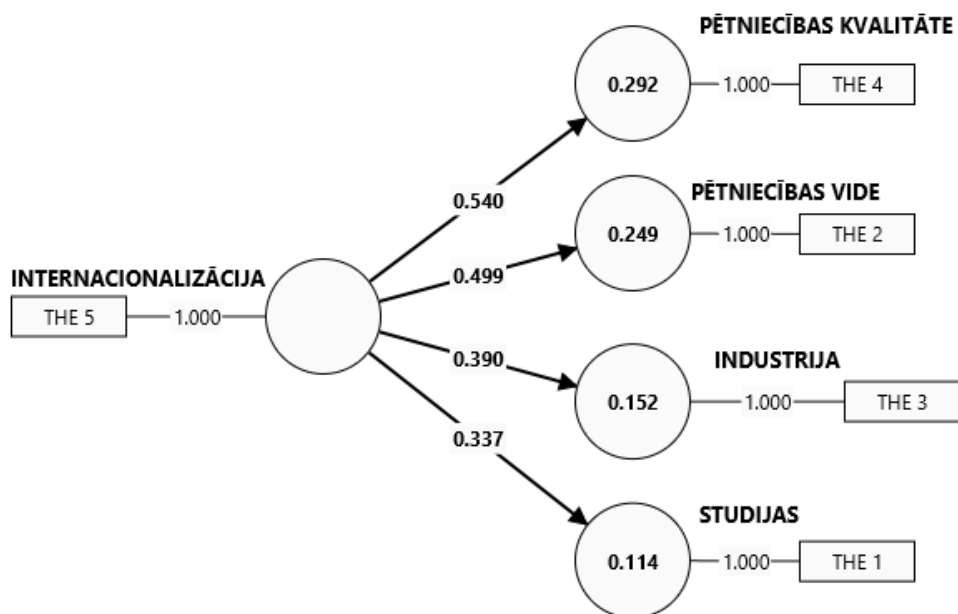 PĒTNIECĪBAS KVALITĀTE
0.292
1.000
THE 4
0.540
PĒTNIECĪBAS VIDE
0.249
1.000
THE 2
0.499
INTERNACIONALIZĀCIJA
THE 5
1.000
0.390
INDUSTRIJA
0.152
1.000
THE 3
0.337
STUDIJAS
0.114
1.000
THE 1